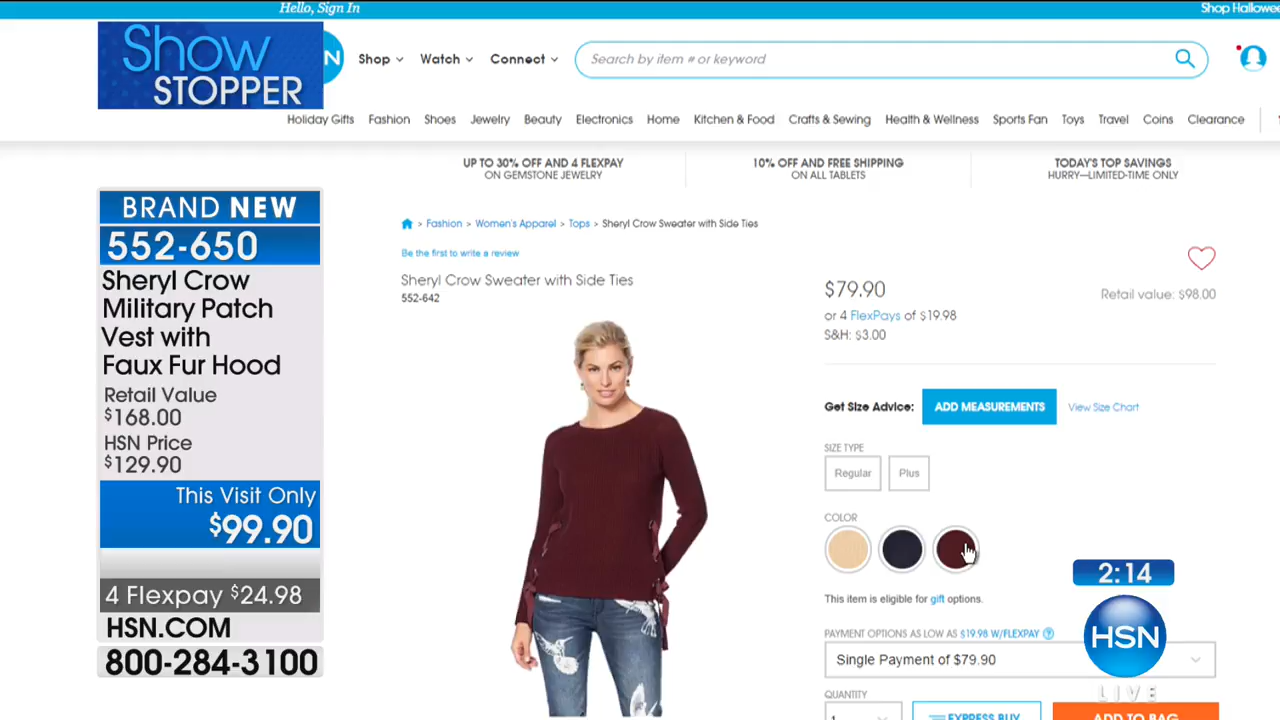 Hello, Sign In
Shop Hallowee
Show
STOPPER
N
Shop
Watch
Connect
Search by item # or keyword
Holiday Gifts
Fashion
Shoes
Jewelry
Beauty
Electronics
Home
Kitchen & Food
Crafts & Sewing
Health & Wellness
Sports Fan
Toys
Travel
Coins
Clearance
UP TO 30% OFF AND 4 FLEXPAY
ON GEMSTONE JEWELRY
10% OFF AND FREE SHIPPING
ON ALL TABLETS
TODAY'S TOP SAVINGS
HURRY—LIMITED-TIME ONLY
BRAND NEW
552-650
Sheryl Crow
Military Patch
Vest with
Faux Fur Hood
Retail Value
$168.00
HSN Price
$129.90
This Visit Only
$99.90
4 Flexpay $24.98
HSN.COM
800-284-3100
> Fashion > Women's Apparel > Tops > Sheryl Crow Sweater with Side Ties
Be the first to write a review
Sheryl Crow Sweater with Side Ties
552-642
$79.90
Retail value: $98.00
or 4 FlexPays of $19.98
S&H: $3.00
Get Size Advice:
ADD MEASUREMENTS
View Size Chart
SIZE TYPE
Regular
Plus
COLOR
This item is eligible for gift options.
PAYMENT OPTIONS AS LOW AS $19.98 W/FLEXPAY ?
Single Payment of $79.90
QUANTITY
1
EXPRESS BUY
ADD TO BAG
2:14
HSN
LIVE